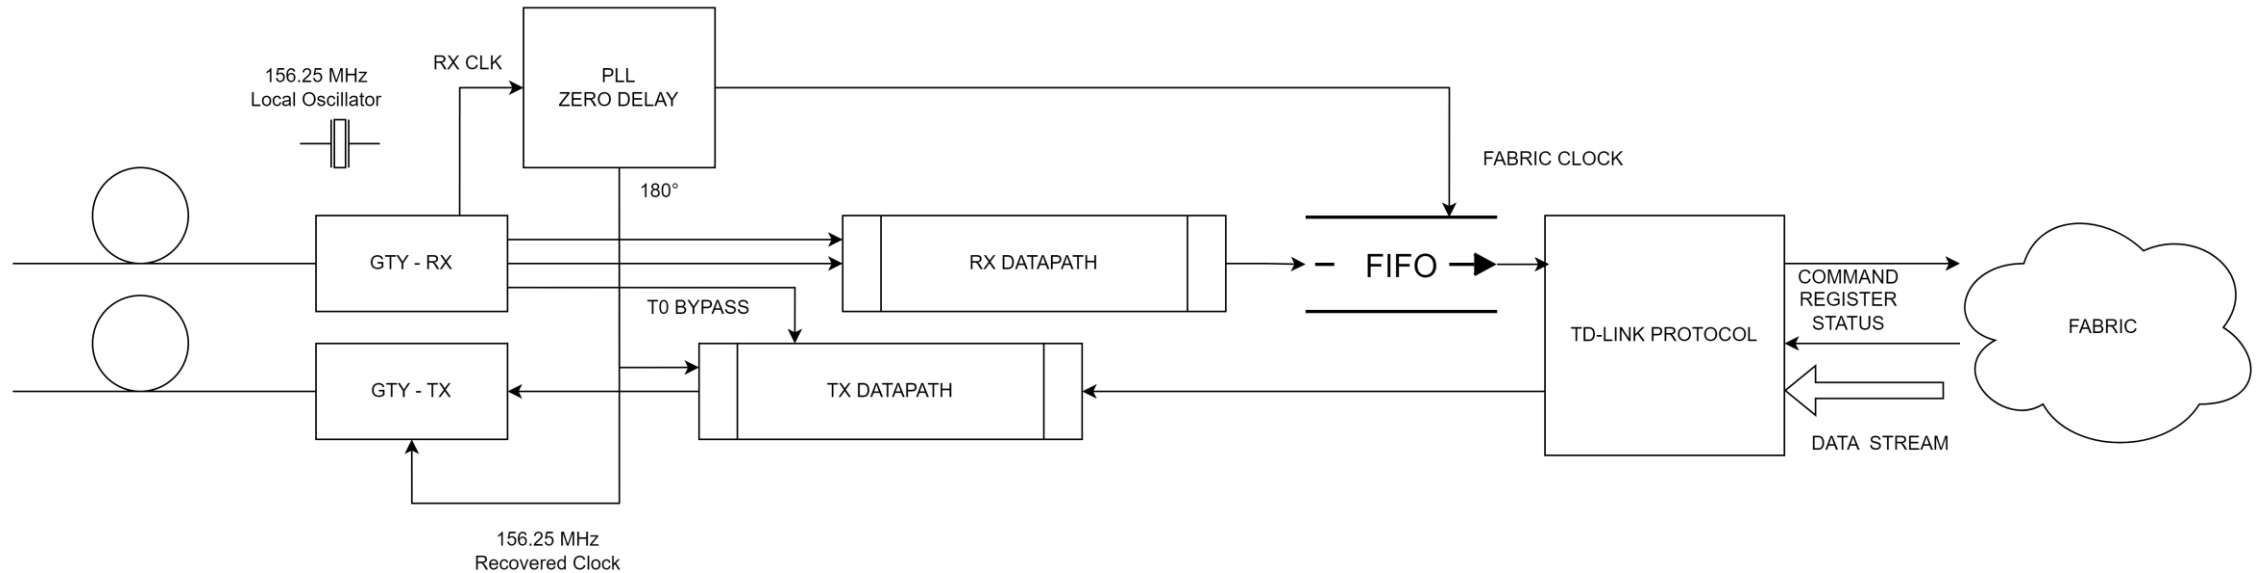 156.25 MHz
Local Oscillator
RX CLK
PLL
ZERO DELAY
180°
FABRIC CLOCK
GTY - RX
RX DATAPATH
FIFO
T0 BYPASS
GTY - TX
TX DATAPATH
TD-LINK PROTOCOL
COMMAND
REGISTER
STATUS
FABRIC
DATA STREAM
156.25 MHz
Recovered Clock